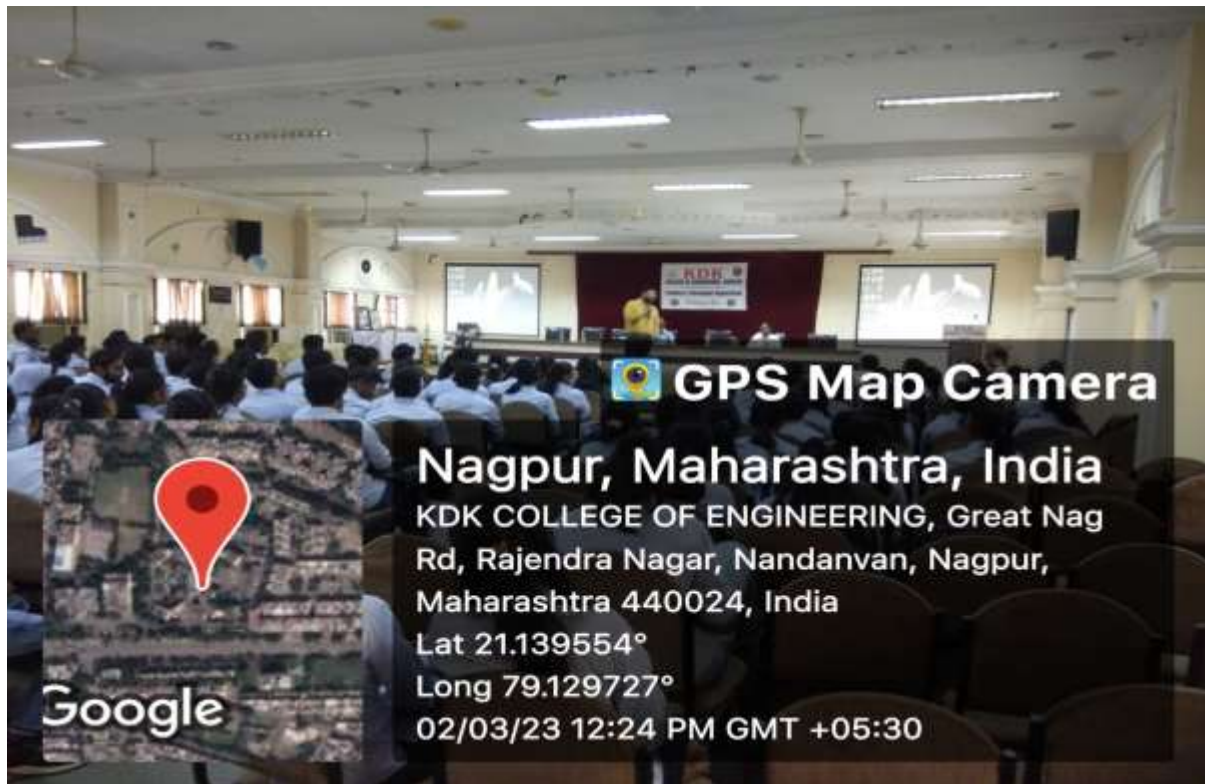 KDK
GPS Map Camera
Nagpur, Maharashtra, India
KDK COLLEGE OF ENGINEERING, Great Nag
Rd, Rajendra Nagar, Nandanvan, Nagpur,
Maharashtra 440024, India
Lat 21.139554°
Long 79.129727°
02/03/23 12:24 PM GMT +05:30
Google